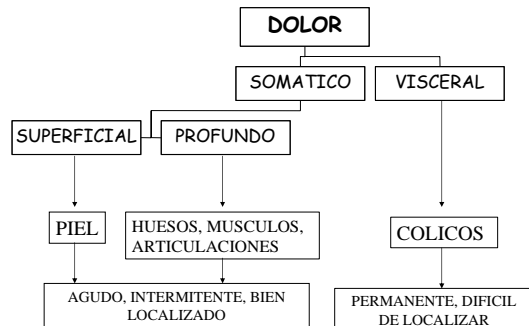 DOLOR
SOMATICO
VISCERAL
SUPERFICIAL
PROFUNDO
PIEL
HUESOS, MUSCULOS,
ARTICULACIONES
COLICOS
AGUDO, INTERMITENTE, BIEN
LOCALIZADO
PERMANENTE, DIFICIL
DE LOCALIZAR